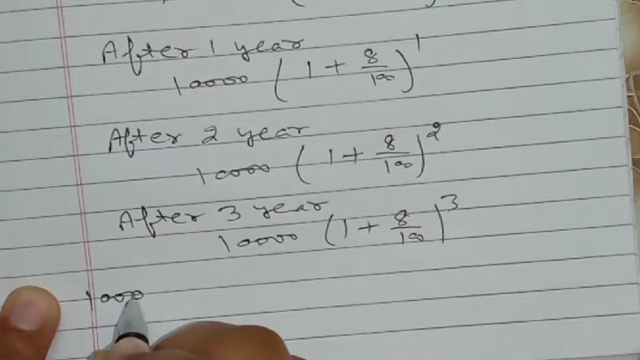 After 1 year
10000 (1 + 8/100)^1
After 2 year
10000 (1 + 8/100)^2
After 3 year
10000 (1 + 8/100)^3
1000